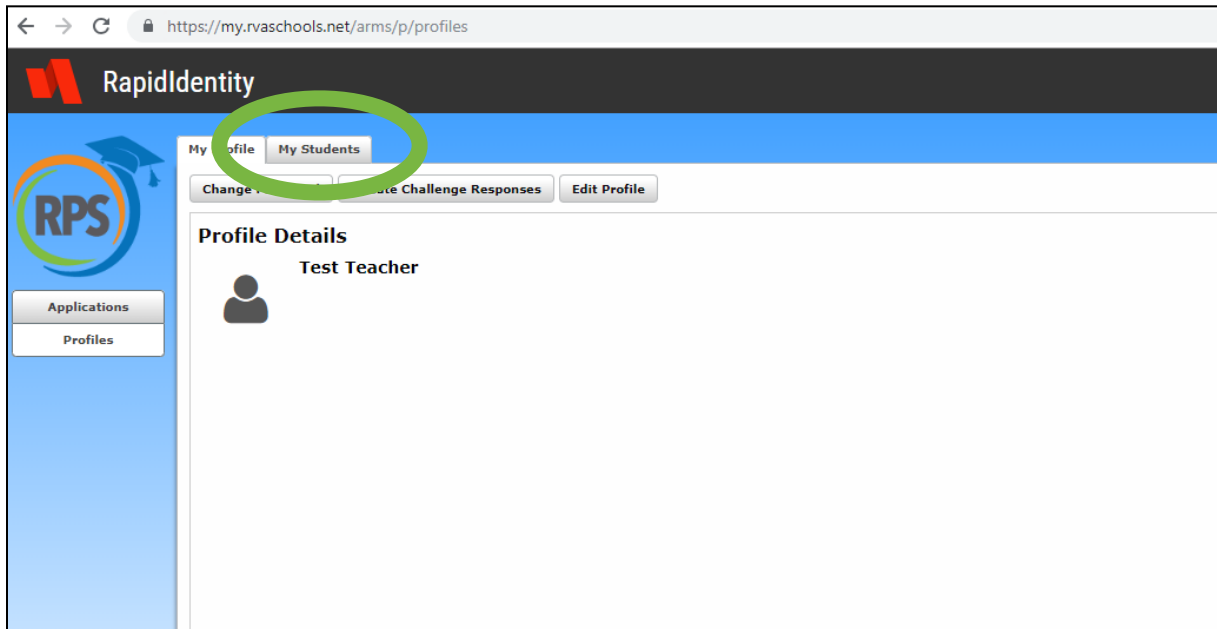 https://my.rvaschools.net/arms/p/profiles
RapidIdentity
My Profile My Students
RPS
Change Challenge Responses Edit Profile
Profile Details
Test Teacher
Applications
Profiles